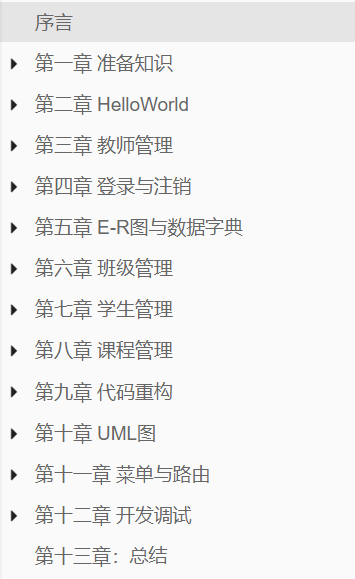 序言
第一章 准备知识
第二章 HelloWorld
第三章 教师管理
第四章 登录与注销
第五章 E-R图与数据字典
第六章 班级管理
第七章 学生管理
第八章 课程管理
第九章 代码重构
第十章 UML图
第十一章 菜单与路由
第十二章 开发调试
第十三章：总结